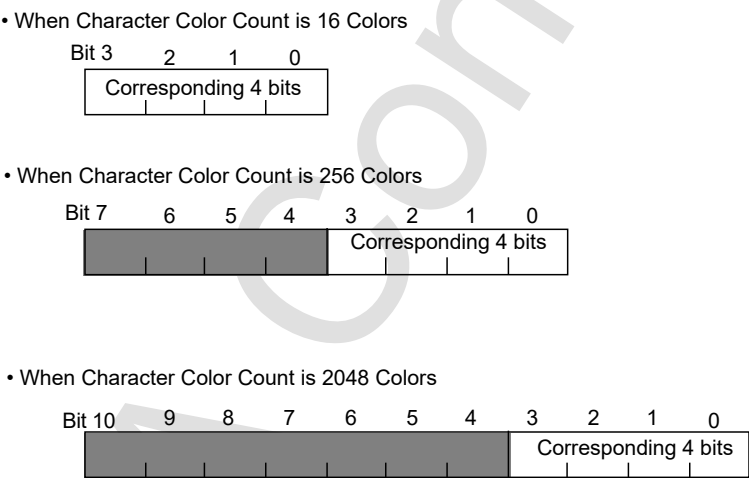 • When Character Color Count is 16 Colors
Bit 3 2 1 0
Corresponding 4 bits
• When Character Color Count is 256 Colors
Bit 7 6 5 4 3 2 1 0
Corresponding 4 bits
• When Character Color Count is 2048 Colors
Bit 10 9 8 7 6 5 4 3 2 1 0
Corresponding 4 bits